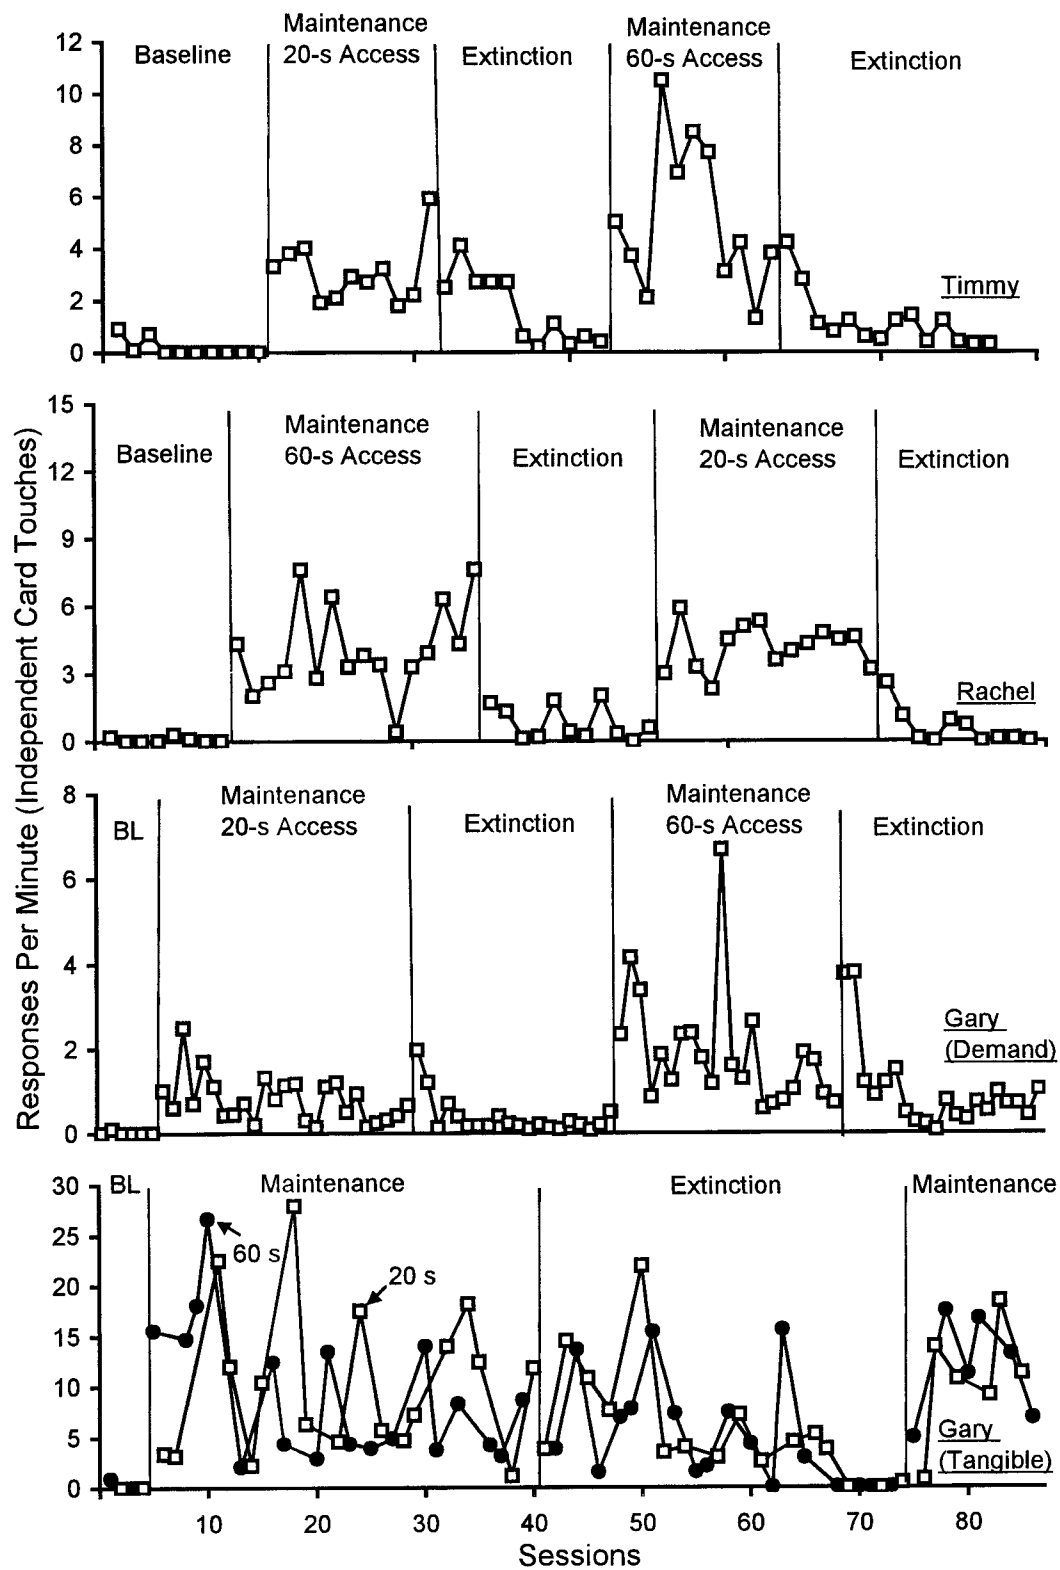 Responses Per Minute (Independent Card Touches)
Maintenance
Maintenance
Baseline
20-s Access
Extinction
60-s Access
Extinction
12
10
8
6
4
2
0
Timmy
Maintenance
Maintenance
Baseline
60-s Access
Extinction
20-s Access
Extinction
15
12
9
6
3
0
Rachel
Maintenance
Maintenance
BL
20-s Access
Extinction
60-s Access
Extinction
8
6
4
2
0
Gary
(Demand)
BL
Maintenance
Extinction
Maintenance
30
25
20
15
10
5
0
60 s
20 s
Gary
(Tangible)
10 20 30 40 50 60 70 80
Sessions